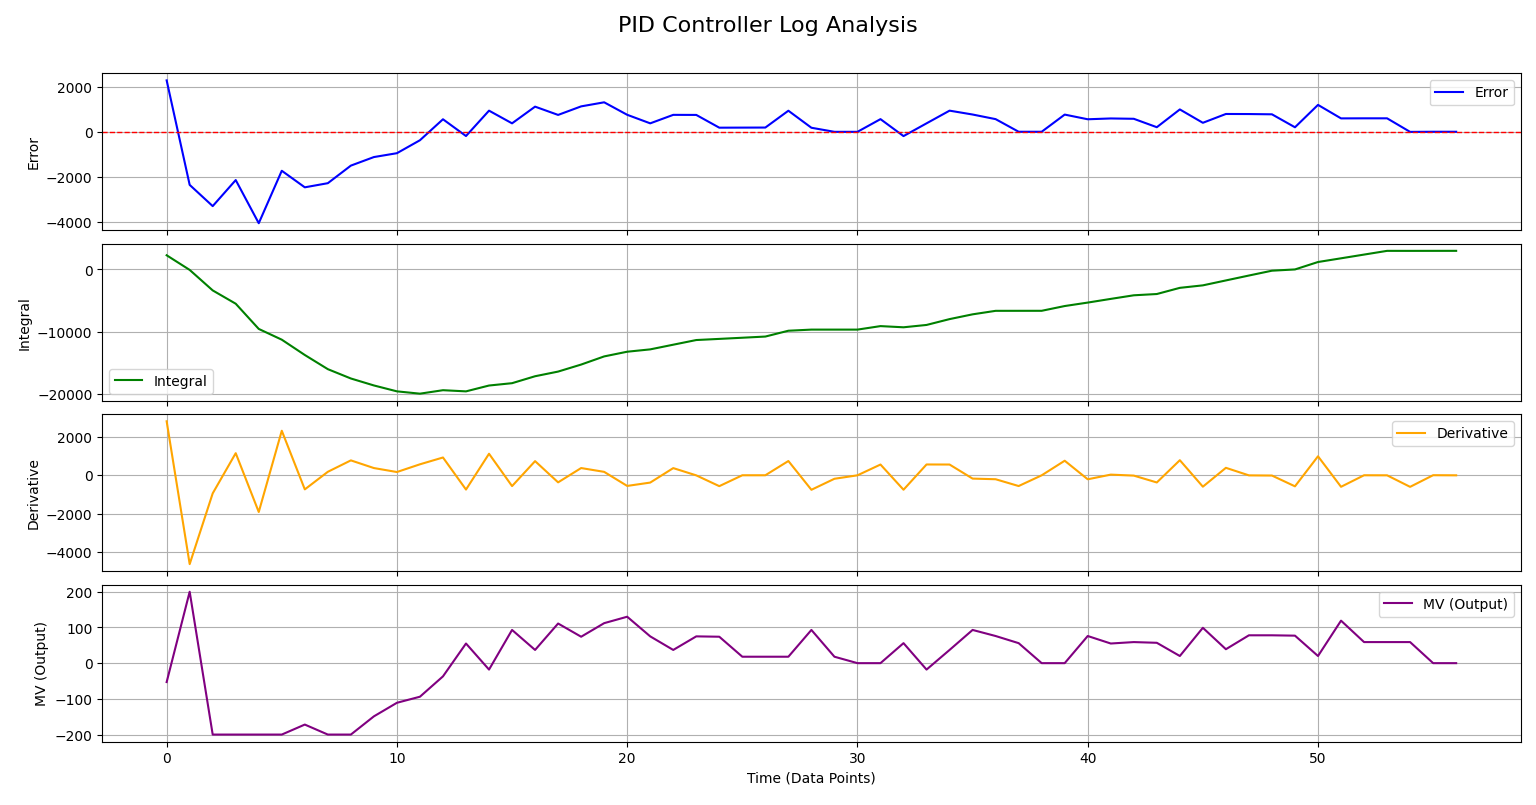 PID Controller Log Analysis
2000
0
−2000
−4000
Error
Error
0
−10000
−20000
Integral
Integral
2000
0
−2000
−4000
Derivative
Derivative
200
100
0
−100
−200
MV (Output)
MV (Output)
0 10 20 30 40 50
Time (Data Points)